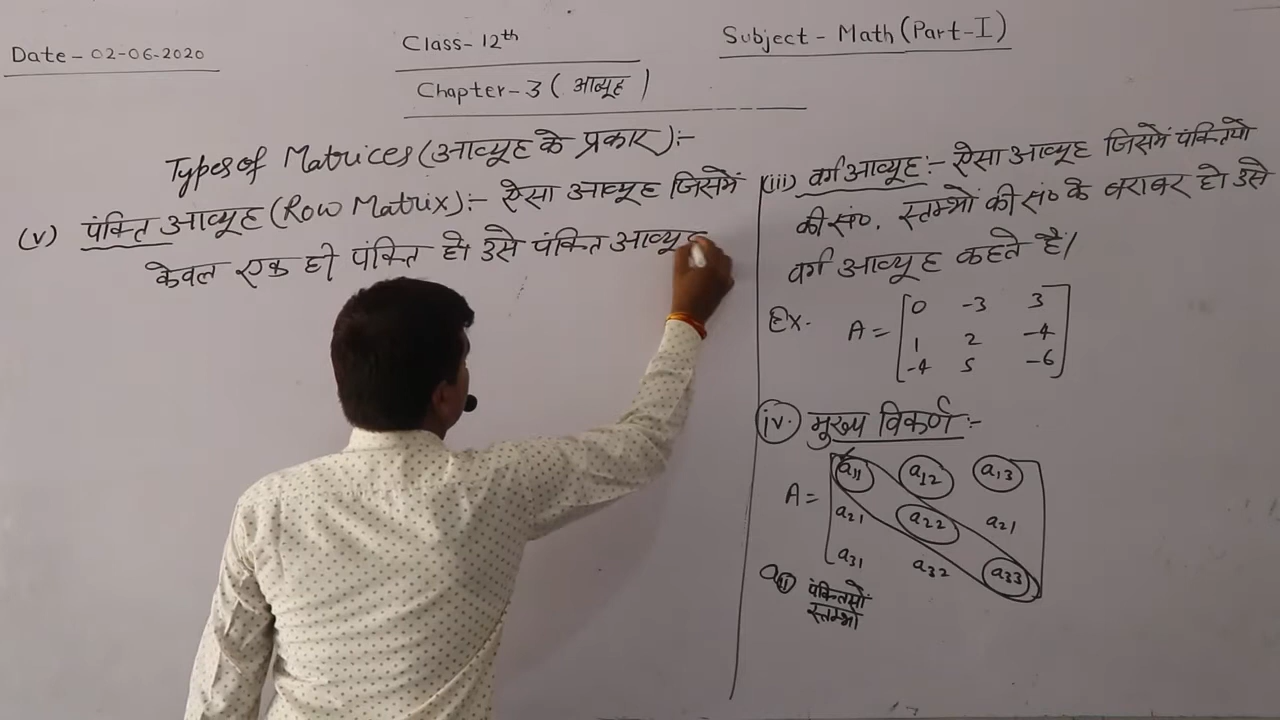 Date - 02-06-2020
Class- 12th
Subject - Math (Part-I)
Chapter-3 ( आव्यूह )
Types of Matrices (आव्यूह के प्रकार) :-
(v) पंक्ति आव्यूह (Row Matrix) :- ऐसा आव्यूह जिसमें
केवल एक ही पंक्ति हो उसे पंक्ति आव्यूह
(iii) वर्ग आव्यूह :- ऐसा आव्यूह जिसमें पंक्तियो
की सं०, स्तम्भों की सं० के बराबर हो उसे
वर्ग आव्यूह कहते हैं।
Ex. A = [ 0 -3 3
1 2 -4
-4 5 -6 ]
iv. मुख्य विकर्ण :-
A = [ a11 a12 a13
a21 a22 a21
a31 a32 a33 ]
a11 पंक्तियों
स्तम्भो